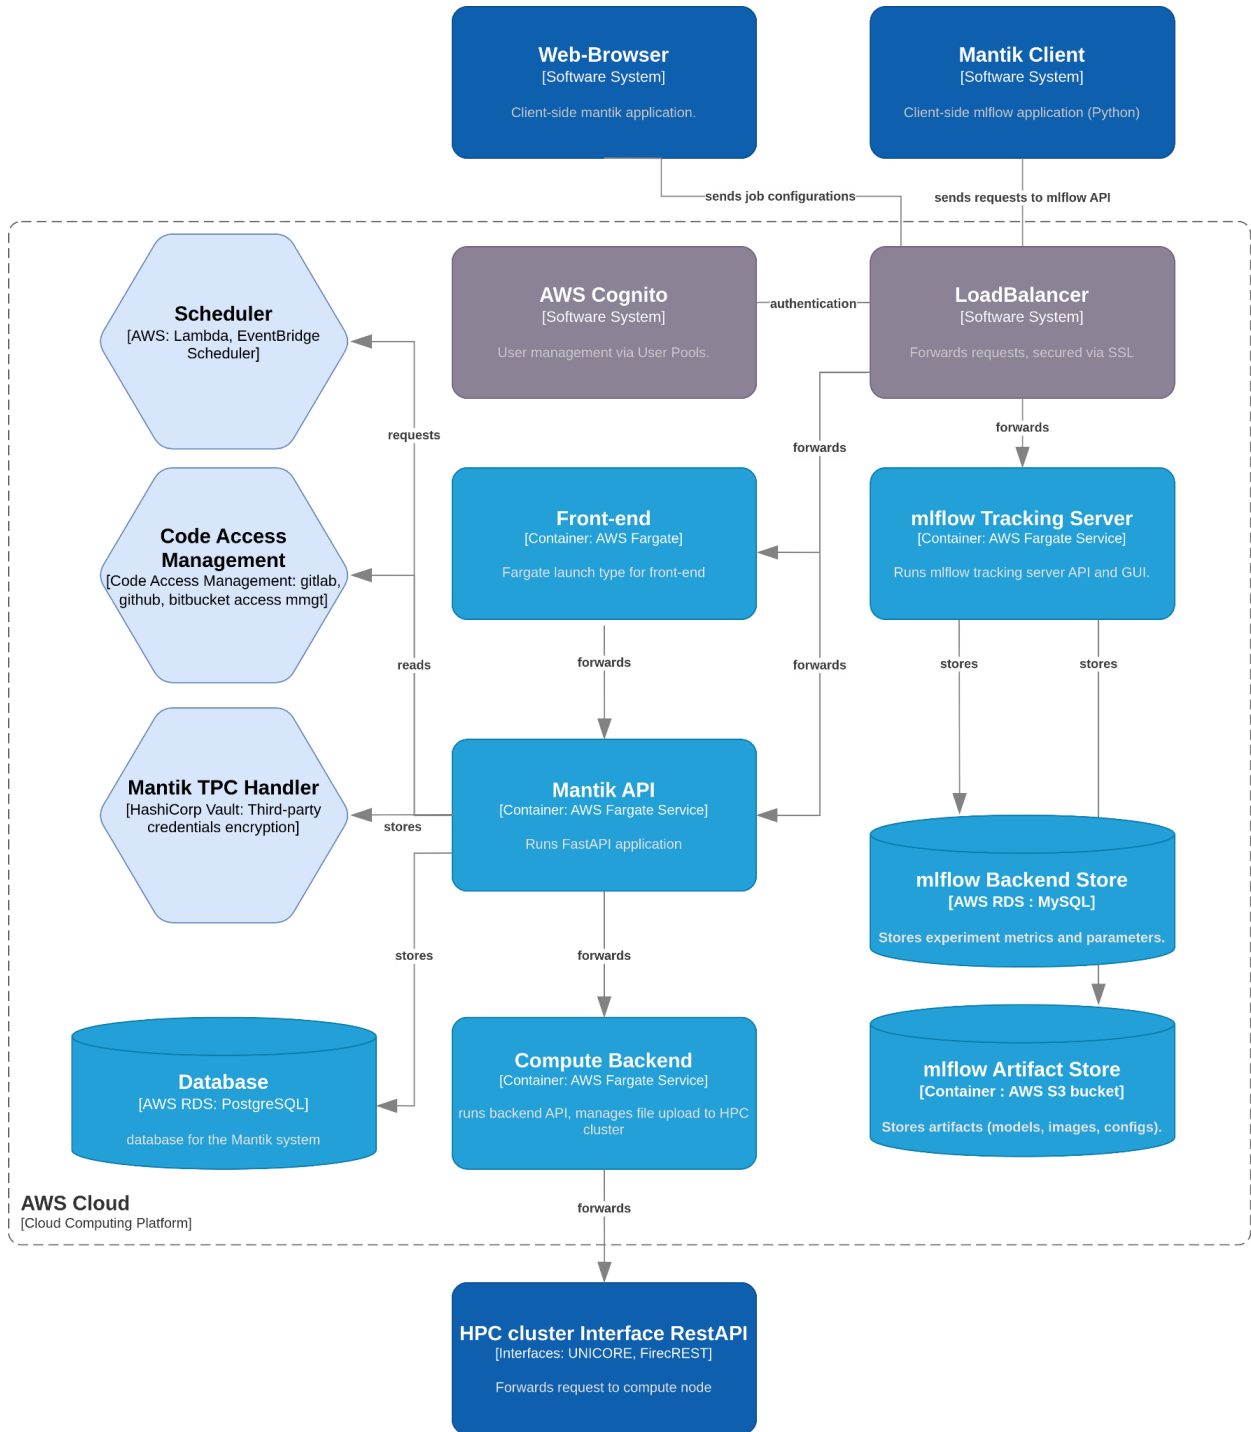 Web-Browser
[Software System]
Client-side mantik application.
Mantik Client
[Software System]
Client-side mlflow application (Python)
sends job configurations
sends requests to mlflow API
Scheduler
[AWS: Lambda, EventBridge
Scheduler]
AWS Cognito
[Software System]
User management via User Pools.
authentication
LoadBalancer
[Software System]
Forwards requests, secured via SSL
requests
forwards
forwards
Code Access
Management
[Code Access Management: gitlab,
github, bitbucket access mmgt]
Front-end
[Container: AWS Fargate]
Fargate launch type for front-end
mlflow Tracking Server
[Container: AWS Fargate Service]
Runs mlflow tracking server API and GUI.
reads
forwards
forwards
stores
stores
Mantik TPC Handler
[HashiCorp Vault: Third-party
credentials encryption]
stores
Mantik API
[Container: AWS Fargate Service]
Runs FastAPI application
mlflow Backend Store
[AWS RDS : MySQL]
Stores experiment metrics and parameters.
stores
forwards
Database
[AWS RDS: PostgreSQL]
database for the Mantik system
Compute Backend
[Container: AWS Fargate Service]
runs backend API, manages file upload to HPC
cluster
mlflow Artifact Store
[Container : AWS S3 bucket]
Stores artifacts (models, images, configs).
AWS Cloud
[Cloud Computing Platform]
forwards
HPC cluster Interface RestAPI
[Interfaces: UNICORE, FirecREST]
Forwards request to compute node